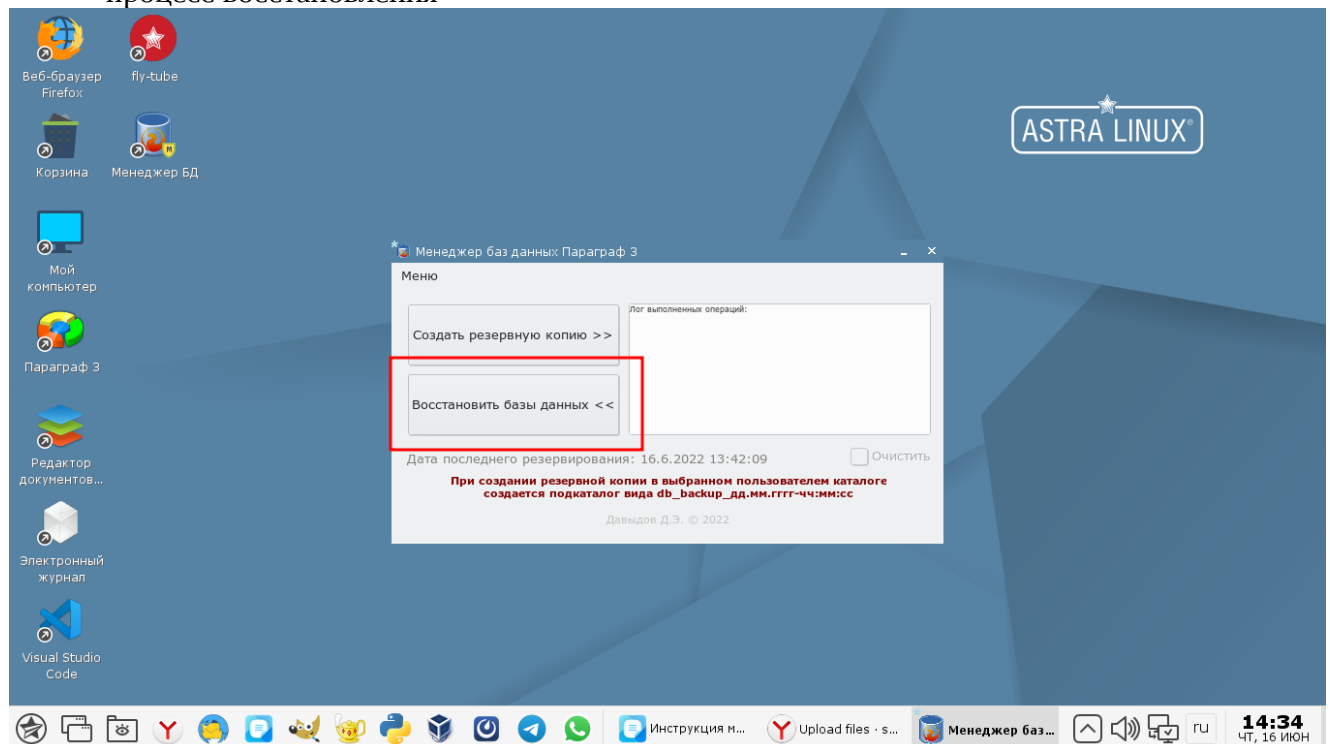 процесс восстановления
Веб-браузер
Firefox
fly-tube
ASTRA LINUX®
Корзина
Менеджер БД
Мой
компьютер
Параграф 3
Редактор
документов...
Электронный
журнал
Visual Studio
Code
Менеджер баз данных Параграф 3
Меню
Создать резервную копию >>
Лог выполненных операций:
Восстановить базы данных <<
Дата последнего резервирования: 16.6.2022 13:42:09
Очистить
При создании резервной копии в выбранном пользователем каталоге
создается подкаталог вида db_backup_дд.мм.гггг-чч:мм:сс
Давыдов Д.Э. © 2022
Инструкция м...
Upload files · s...
Менеджер баз...
ru
14:34
ЧТ, 16 ИЮН